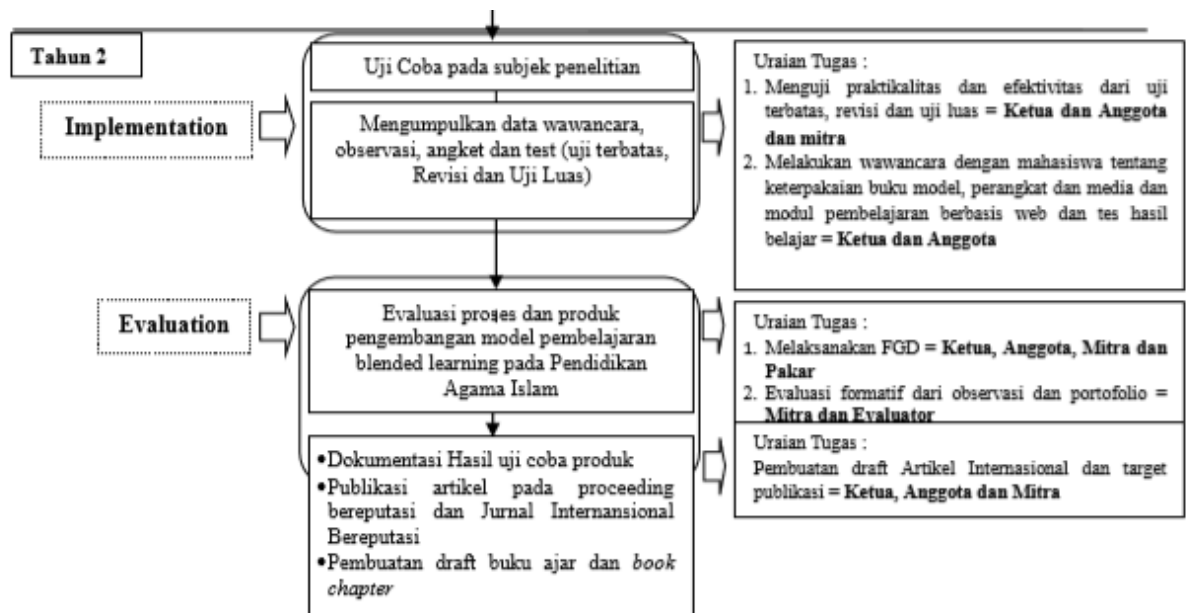 Tahun 2
Implementation
Uji Coba pada subjek penelitian
Mengumpulkan data wawancara,
observasi, angket dan test (uji terbatas,
Revisi dan Uji Luas)
Uraian Tugas :
1. Menguji praktikalitas dan efektivitas dari uji
terbatas, revisi dan uji luas = Ketua dan Anggota
dan mitra
2. Melakukan wawancara dengan mahasiswa tentang
keterpakaian buku model, perangkat dan media dan
modul pembelajaran berbasis web dan tes hasil
belajar = Ketua dan Anggota
Evaluation
Evaluasi proses dan produk
pengembangan model pembelajaran
blended learning pada Pendidikan
Agama Islam
Uraian Tugas :
1. Melaksanakan FGD = Ketua, Anggota, Mitra dan
Pakar
2. Evaluasi formatif dari observasi dan portofolio =
Mitra dan Evaluator
•Dokumentasi Hasil uji coba produk
•Publikasi artikel pada proceeding
bereputasi dan Jurnal Internansional
Bereputasi
•Pembuatan draft buku ajar dan book
chapter
Uraian Tugas :
Pembuatan draft Artikel Internasional dan target
publikasi = Ketua, Anggota dan Mitra